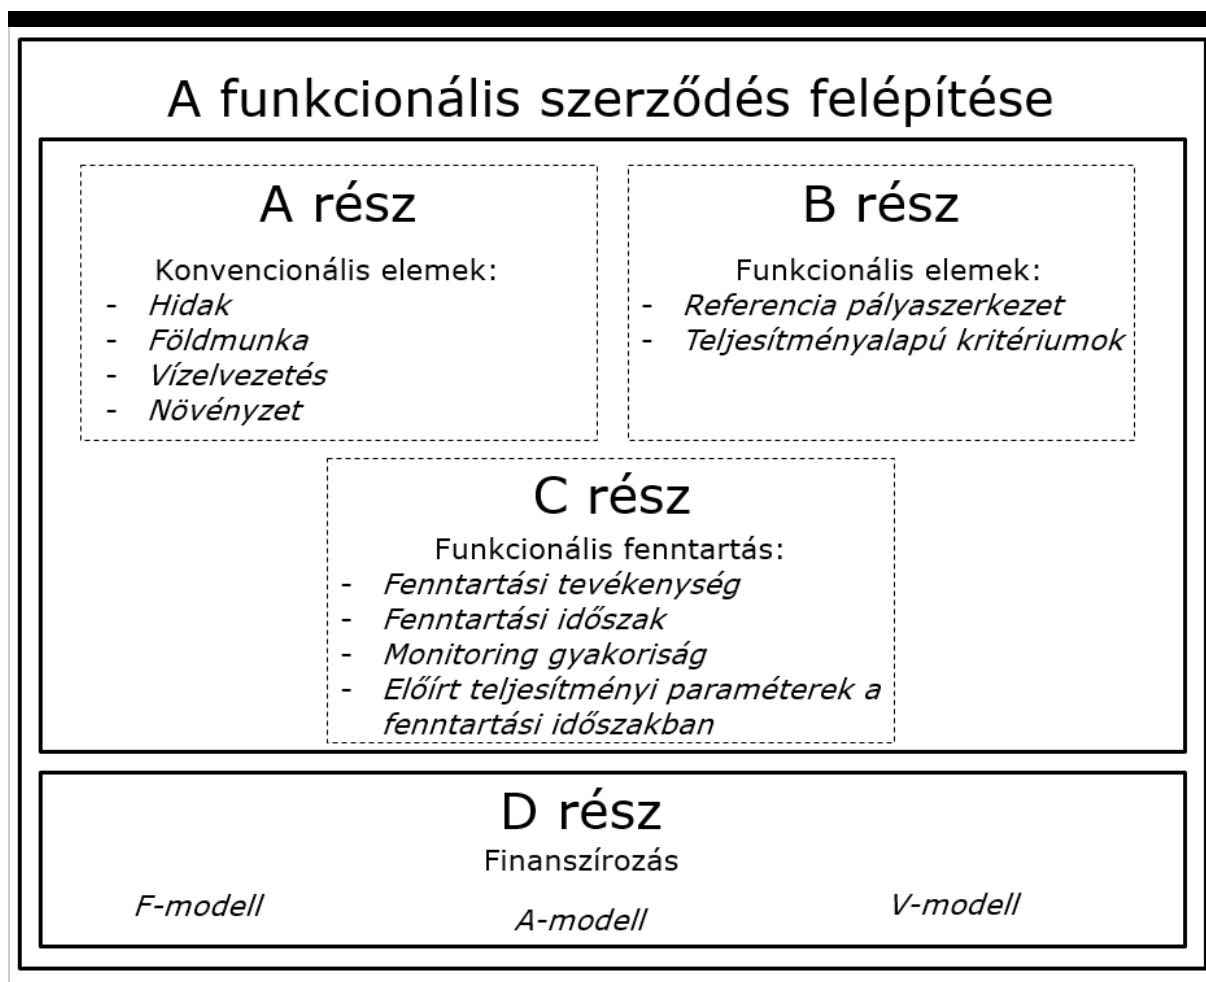 A funkcionális szerződés felépítése
A rész
Konvencionális elemek:
- Hidak
- Földmunka
- Vízelvezetés
- Növényzet
B rész
Funkcionális elemek:
- Referencia pályaszerkezet
- Teljesítményalapú kritériumok
C rész
Funkcionális fenntartás:
- Fenntartási tevékenység
- Fenntartási időszak
- Monitoring gyakoriság
- Előírt teljesítményi paraméterek a
fenntartási időszakban
D rész
Finanszírozás
F-modell
A-modell
V-modell